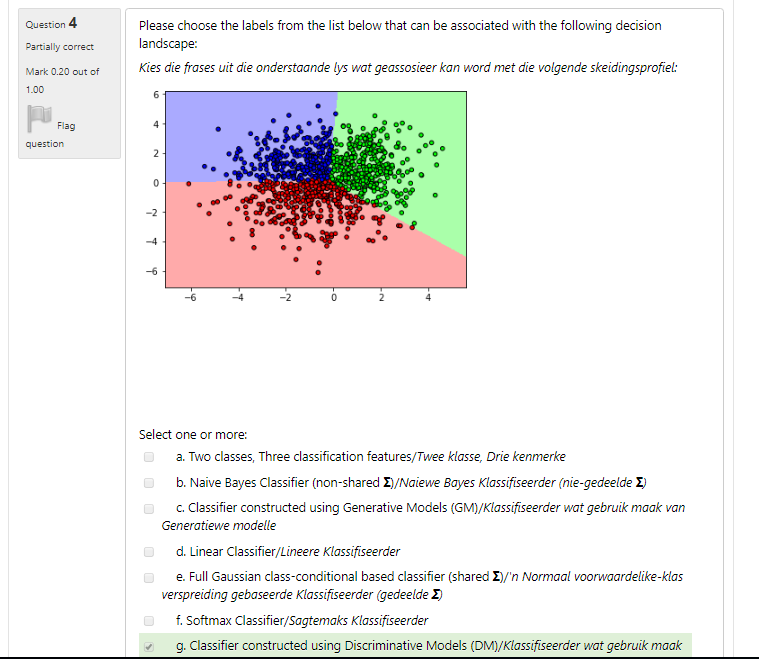 Question 4
Partially correct
Mark 0.20 out of
1.00
Flag
question
Please choose the labels from the list below that can be associated with the following decision
landscape:
Kies die frases uit die onderstaande lys wat geassosieer kan word met die volgende skeidingsprofiel:
6
4
2
0
−2
−4
−6
−6 −4 −2 0 2 4
Select one or more:
a. Two classes, Three classification features/Twee klasse, Drie kenmerke
b. Naive Bayes Classifier (non-shared Σ)/Naiewe Bayes Klassifiseerder (nie-gedeelde Σ)
c. Classifier constructed using Generative Models (GM)/Klassifiseerder wat gebruik maak van
Generatiewe modelle
d. Linear Classifier/Lineere Klassifiseerder
e. Full Gaussian class-conditional based classifier (shared Σ)/'n Normaal voorwaardelike-klas
verspreiding gebaseerde Klassifiseerder (gedeelde Σ)
f. Softmax Classifier/Sagtemaks Klassifiseerder
g. Classifier constructed using Discriminative Models (DM)/Klassifiseerder wat gebruik maak